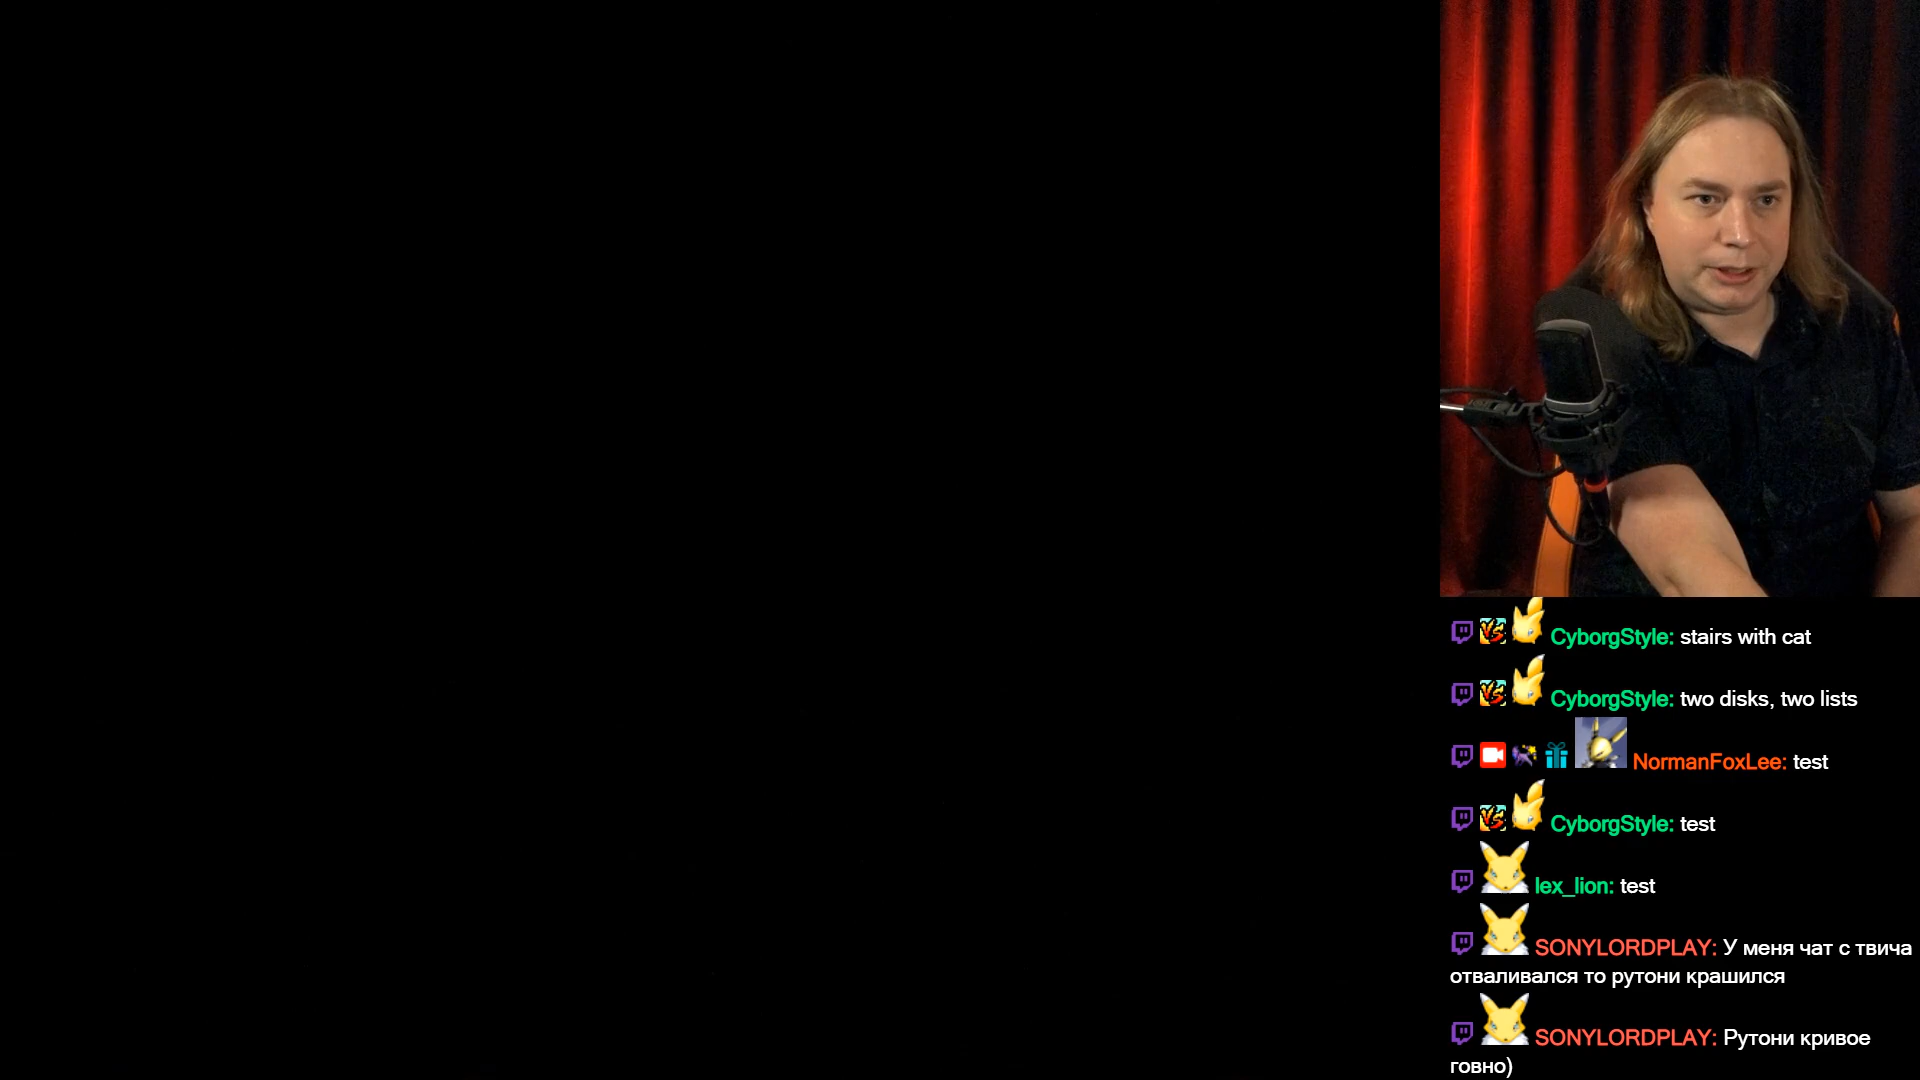 CyborgStyle: stairs with cat
CyborgStyle: two disks, two lists
NormanFoxLee: test
CyborgStyle: test
lex_lion: test
SONYLORDPLAY: У меня чат с твича
отваливался то рутони крашился
SONYLORDPLAY: Рутони кривое
говно)